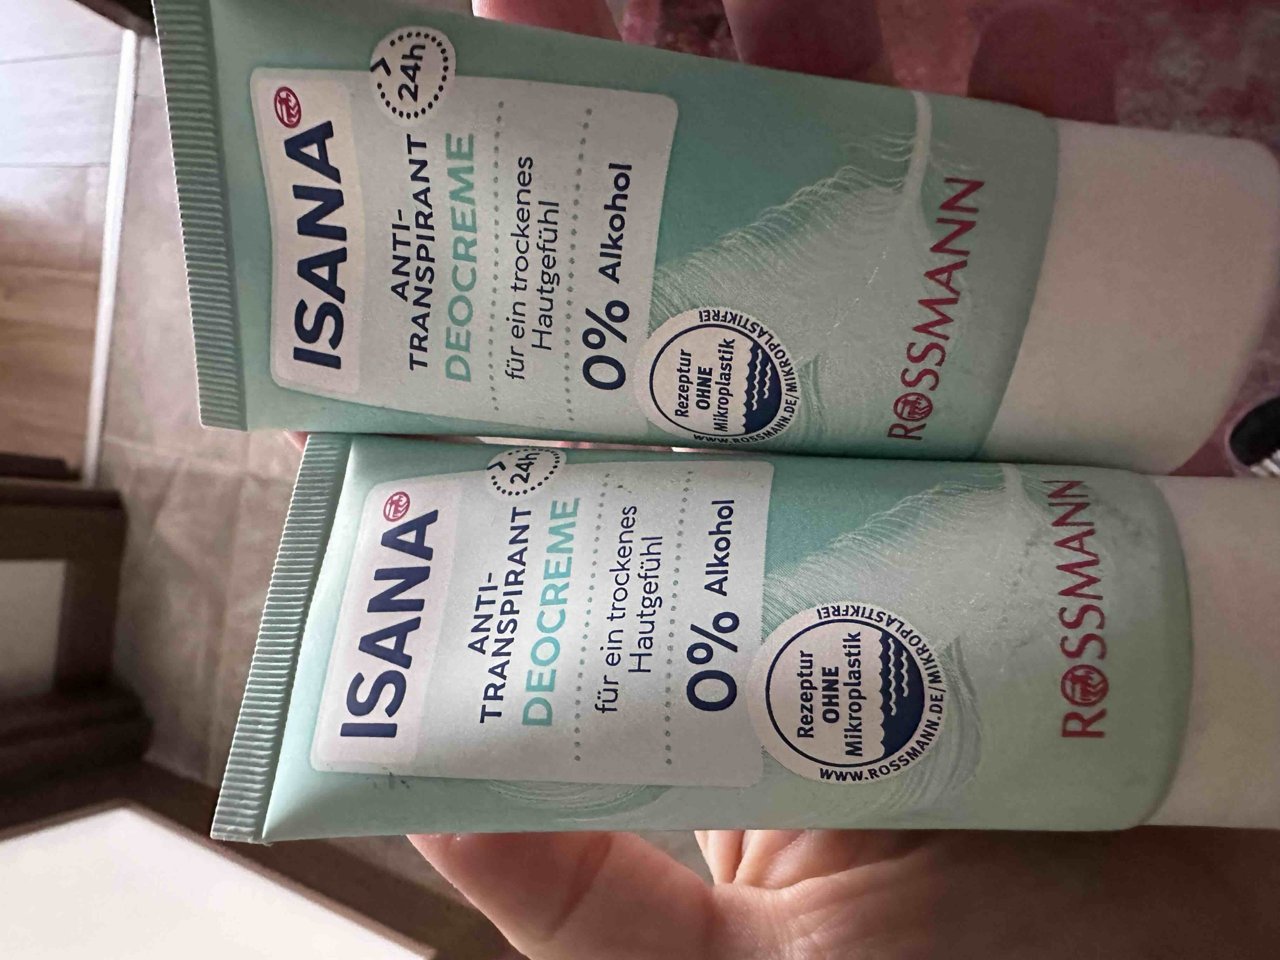 ISANA
ANTI-
TRANSPIRANT
24h
DEOCREME
für ein trockenes
Hautgefühl
0% Alkohol
Rezeptur
OHNE
Mikroplastik
WWW.ROSSMANN.DE/MIKROPLASTIKFREI
ROSSMANN
ISANA
ANTI-
TRANSPIRANT
24h
DEOCREME
für ein trockenes
Hautgefühl
0% Alkohol
Rezeptur
OHNE
Mikroplastik
WWW.ROSSMANN.DE/MIKROPLASTIKFREI
ROSSMANN